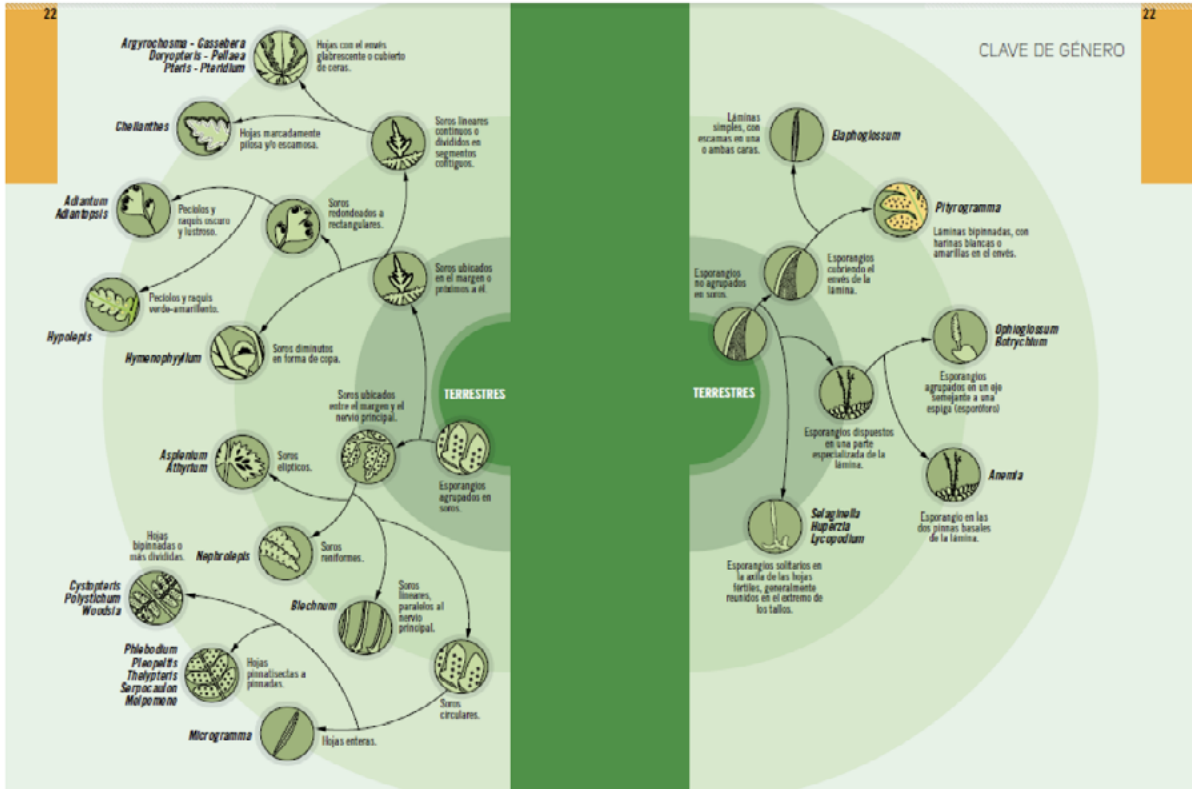 22
Argyrochosma - Gassebera
Doryopteris - Pellaea
Pteris - Pteridium
Hojas con el envés
glabrescente o cubierto
de ceras.
Cheilanthes
Hojas marcadamente
pilosa y/o escamosa.
Soros lineares
continuos o
divididos en
segmentos
contiguos.
Adiantum
Adiantopsis
Pecíolos y
raquis oscuro
y lustroso.
Soros
redondeados a
rectangulares.
Hypolepis
Pecíolos y raquis
verde-amarillento.
Soros ubicados
en el margen o
próximos a él.
Hymenophyllum
Soros diminutos
en forma de copa.
Soros ubicados
entre el margen y el
nervio principal.
TERRESTRES
Asplenium
Athyrium
Soros
elípticos.
Esporangios
agrupados en
soros.
Nephrolepis
Soros
reniformes.
Hojas
bipinnadas o
más divididas.
Cystopteris
Polystichum
Woodsia
Blechnum
Soros
lineares,
paralelos al
nervio
principal.
Phlebodium
Pleopeltis
Thelypteris
Serpocaulon
Melpomene
Hojas
pinnatisectas a
pinnadas.
Soros
circulares.
Microgramma
Hojas enteras.
22
CLAVE DE GÉNERO
Láminas
simples, con
escamas en una
o ambas caras.
Elaphoglossum
Pityrogramma
Láminas bipinnadas, con
harinas blancas o
amarillas en el envés.
Esporangios
no agrupados
en soros.
Esporangios
cubriendo el
envés de la
lámina.
TERRESTRES
Ophioglossum
Botrychium
Esporangios
agrupados en un eje
semejante a una
espiga (esporóforo)
Esporangios dispuestos
en una parte
especializada de la
lámina.
Anemia
Esporangio en las
dos pinnas basales
de la lámina.
Selaginella
Huperzia
Lycopodium
Esporangios solitarios en
la axila de las hojas
fértiles, generalmente
reunidos en el extremo de
los tallos.